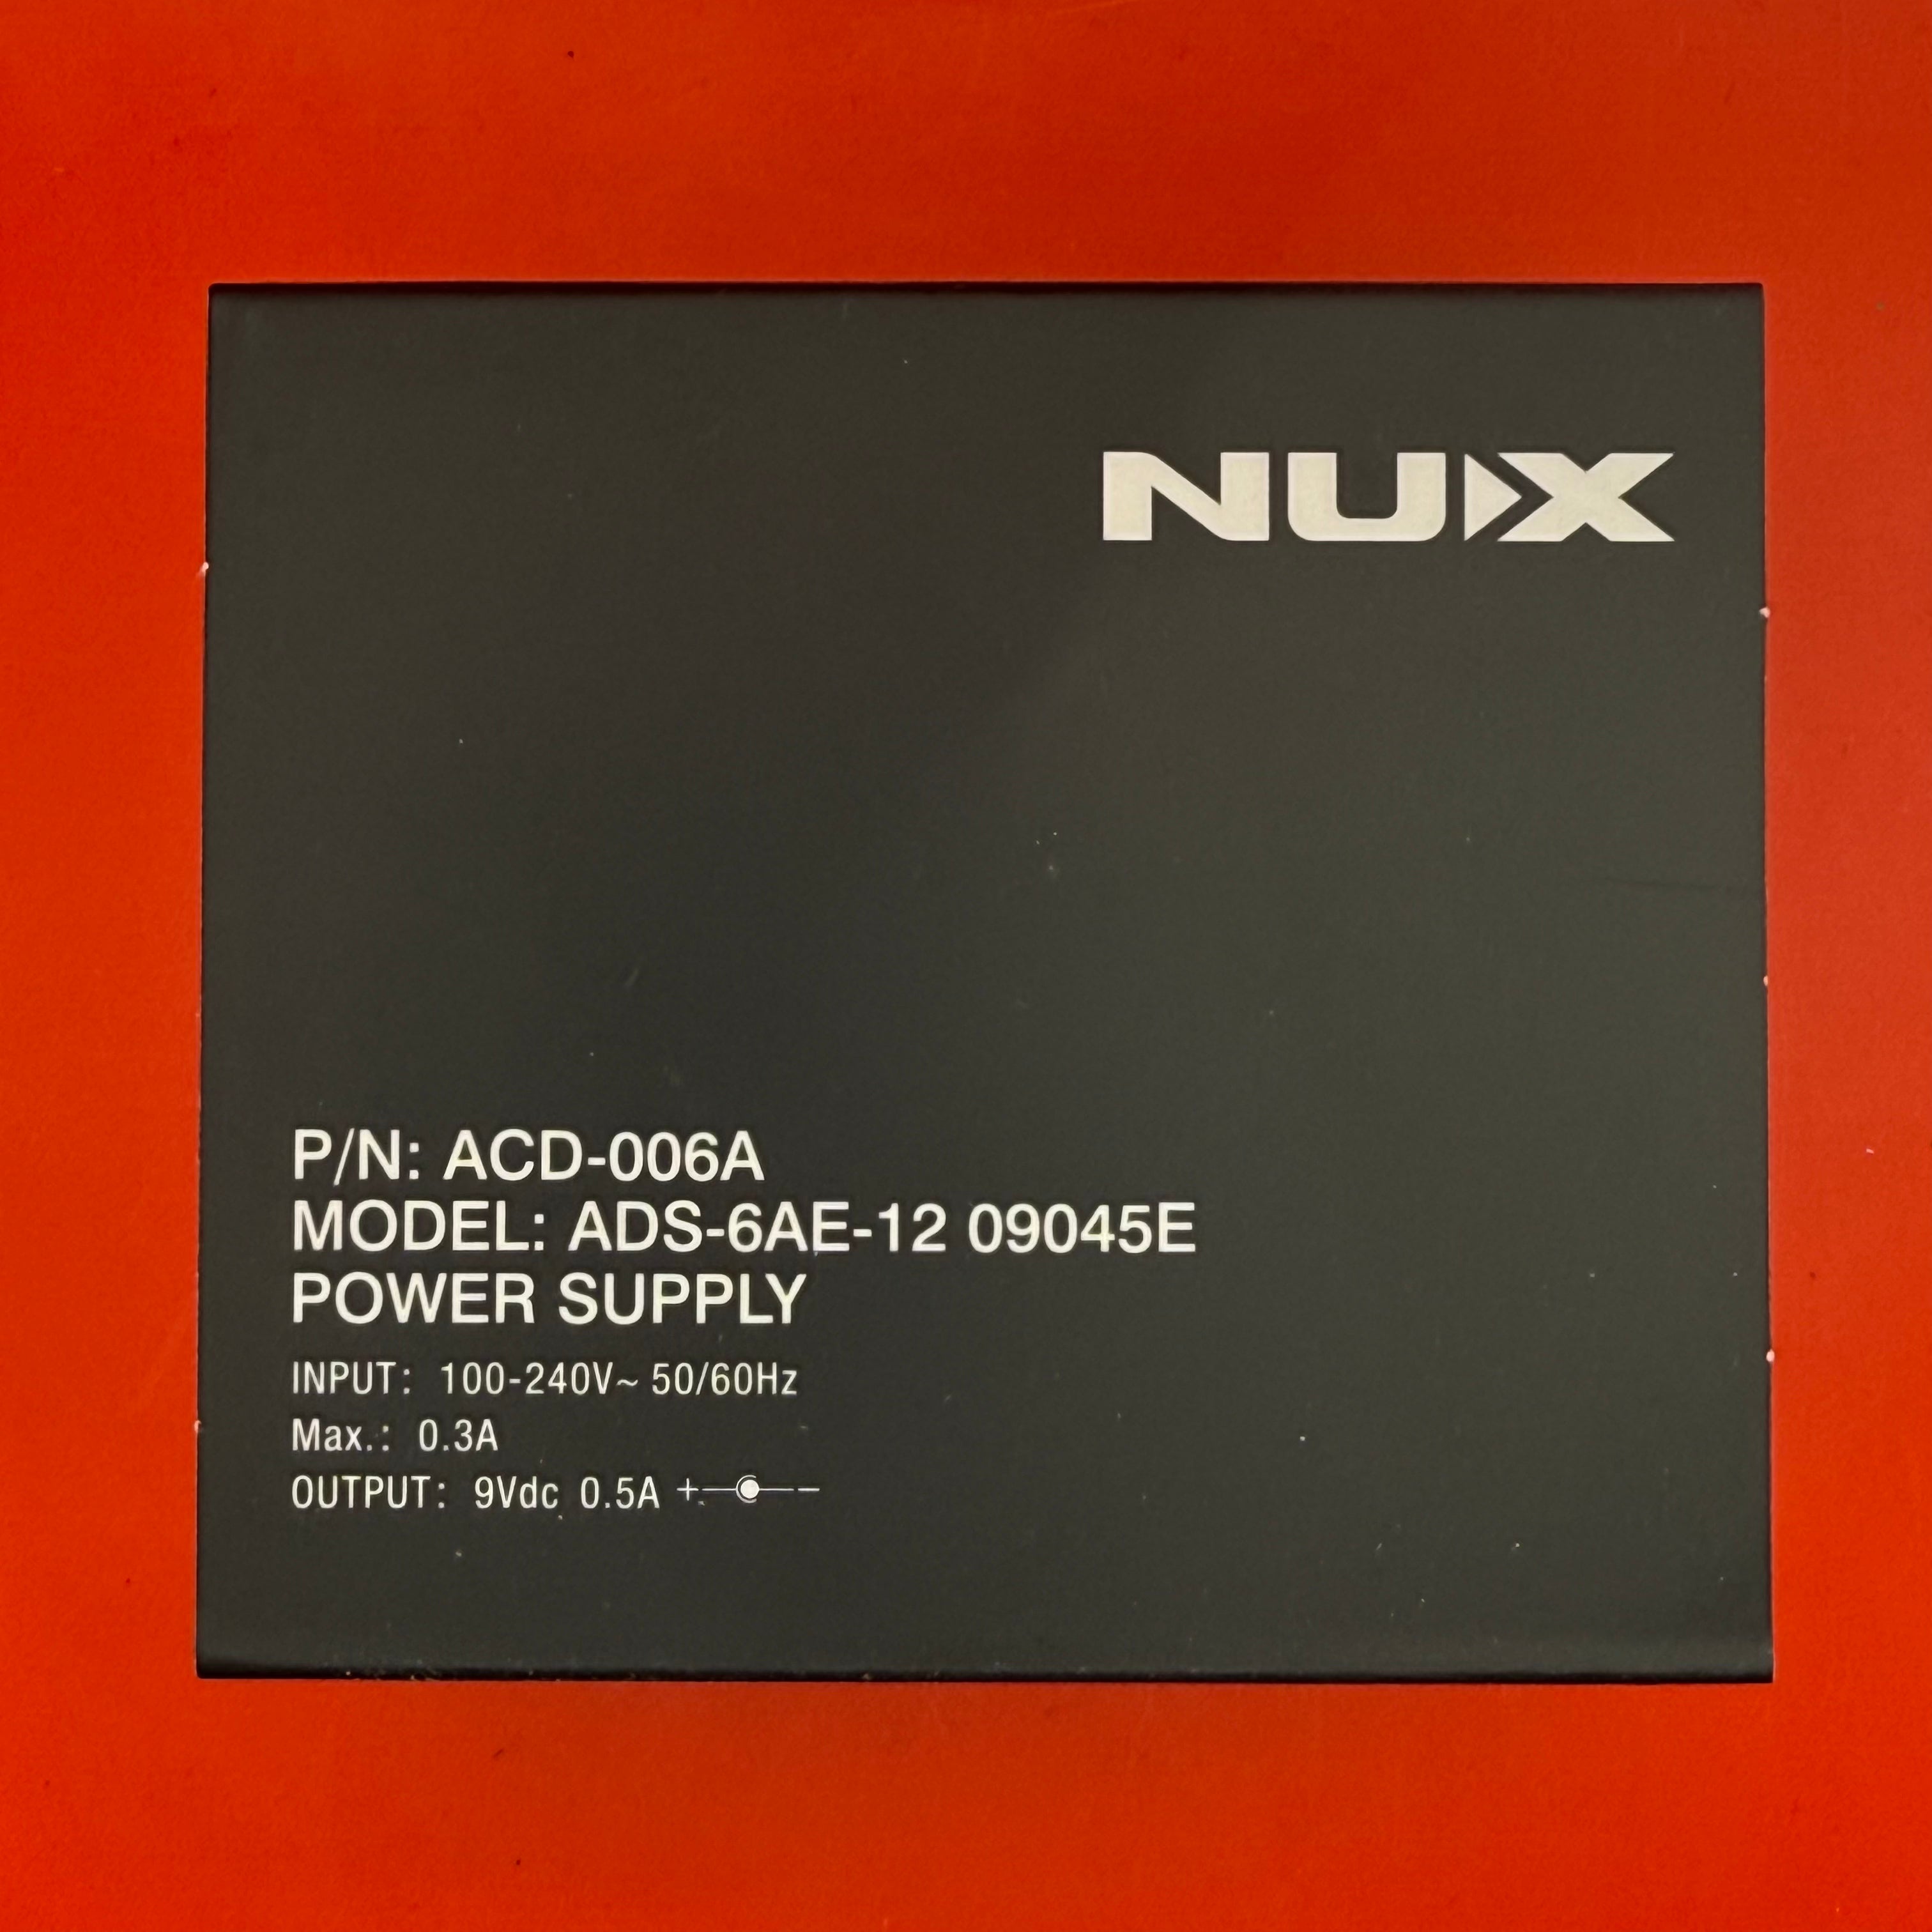 NUX
P/N: ACD-006A
MODEL: ADS-6AE-12 09045E
POWER SUPPLY
INPUT: 100-240V~ 50/60Hz
Max.: 0.3A
OUTPUT: 9Vdc 0.5A + −